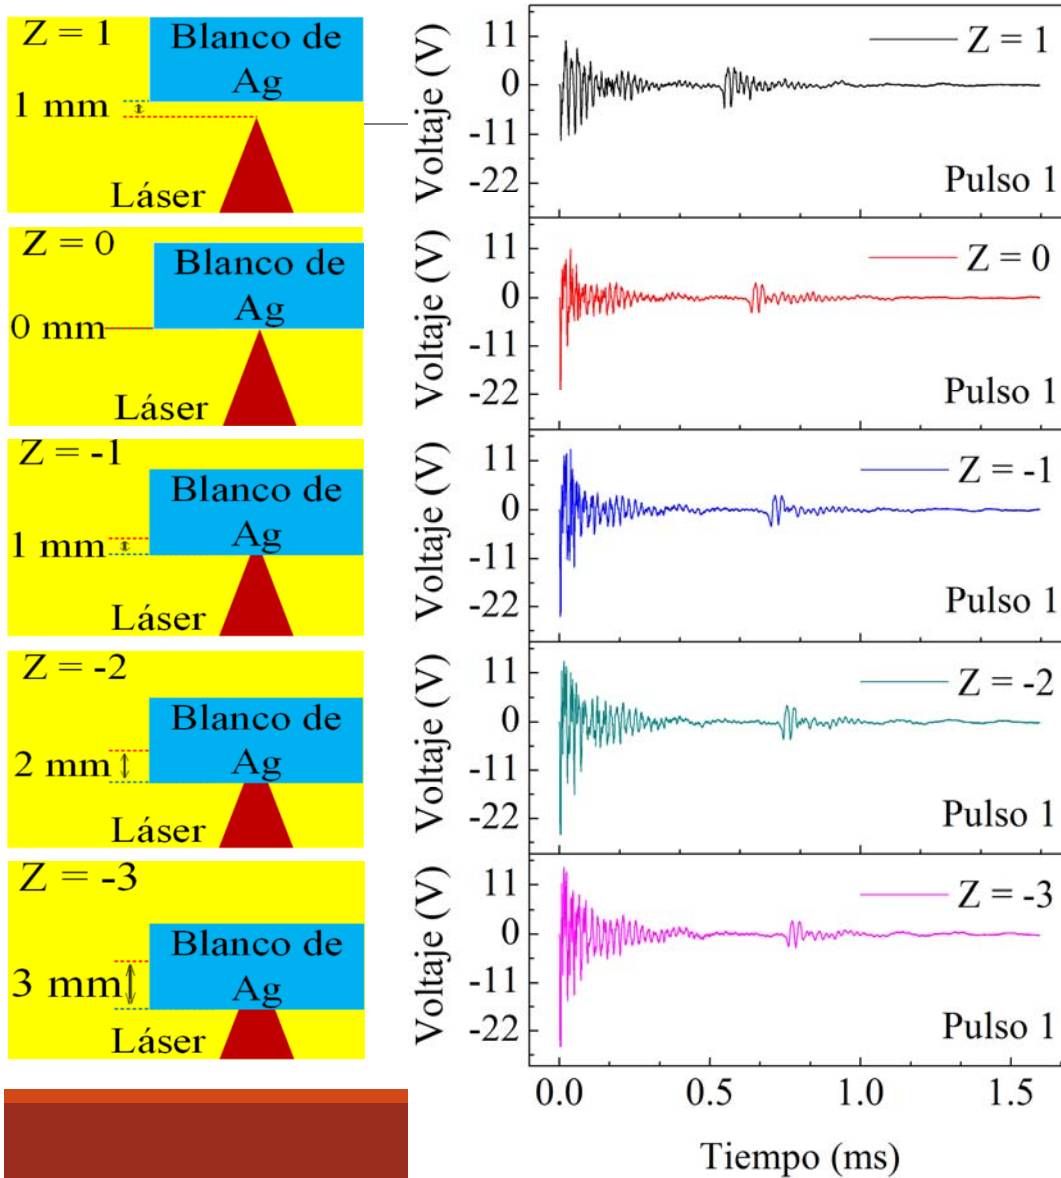 Z = 1
Blanco de
Ag
1 mm
Láser
Z = 0
Blanco de
Ag
0 mm
Láser
Z = -1
Blanco de
Ag
1 mm
Láser
Z = -2
Blanco de
Ag
2 mm
Láser
Z = -3
Blanco de
Ag
3 mm
Láser
Voltaje (V)
11
0
-11
-22
Z = 1
Pulso 1
Voltaje (V)
11
0
-11
-22
Z = 0
Pulso 1
Voltaje (V)
11
0
-11
-22
Z = -1
Pulso 1
Voltaje (V)
11
0
-11
-22
Z = -2
Pulso 1
Voltaje (V)
11
0
-11
-22
Z = -3
Pulso 1
0.0 0.5 1.0 1.5
Tiempo (ms)